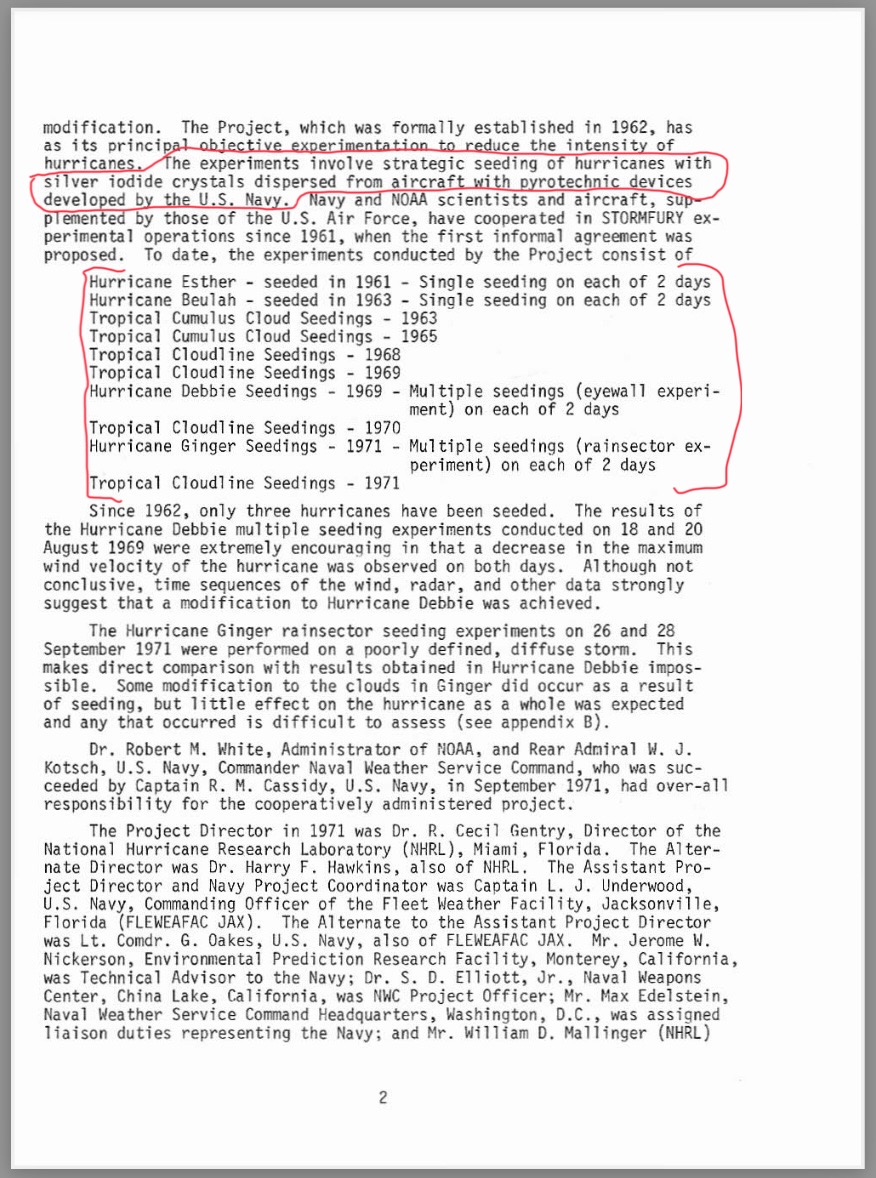 modification. The Project, which was formally established in 1962, has
as its principal objective experimentation to reduce the intensity of
hurricanes. The experiments involve strategic seeding of hurricanes with
silver iodide crystals dispersed from aircraft with pyrotechnic devices
developed by the U.S. Navy. Navy and NOAA scientists and aircraft, sup-
plemented by those of the U.S. Air Force, have cooperated in STORMFURY ex-
perimental operations since 1961, when the first informal agreement was
proposed. To date, the experiments conducted by the Project consist of
Hurricane Esther - seeded in 1961 - Single seeding on each of 2 days
Hurricane Beulah - seeded in 1963 - Single seeding on each of 2 days
Tropical Cumulus Cloud Seedings - 1963
Tropical Cumulus Cloud Seedings - 1965
Tropical Cloudline Seedings - 1968
Tropical Cloudline Seedings - 1969
Hurricane Debbie Seedings - 1969 - Multiple seedings (eyewall experi-
ment) on each of 2 days
Tropical Cloudline Seedings - 1970
Hurricane Ginger Seedings - 1971 - Multiple seedings (rainsector ex-
periment) on each of 2 days
Tropical Cloudline Seedings - 1971
Since 1962, only three hurricanes have been seeded. The results of
the Hurricane Debbie multiple seeding experiments conducted on 18 and 20
August 1969 were extremely encouraging in that a decrease in the maximum
wind velocity of the hurricane was observed on both days. Although not
conclusive, time sequences of the wind, radar, and other data strongly
suggest that a modification to Hurricane Debbie was achieved.
The Hurricane Ginger rainsector seeding experiments on 26 and 28
September 1971 were performed on a poorly defined, diffuse storm. This
makes direct comparison with results obtained in Hurricane Debbie impos-
sible. Some modification to the clouds in Ginger did occur as a result
of seeding, but little effect on the hurricane as a whole was expected
and any that occurred is difficult to assess (see appendix B).
Dr. Robert M. White, Administrator of NOAA, and Rear Admiral W. J.
Kotsch, U.S. Navy, Commander Naval Weather Service Command, who was suc-
ceeded by Captain R. M. Cassidy, U.S. Navy, in September 1971, had over-all
responsibility for the cooperatively administered project.
The Project Director in 1971 was Dr. R. Cecil Gentry, Director of the
National Hurricane Research Laboratory (NHRL), Miami, Florida. The Alter-
nate Director was Dr. Harry F. Hawkins, also of NHRL. The Assistant Pro-
ject Director and Navy Project Coordinator was Captain L. J. Underwood,
U.S. Navy, Commanding Officer of the Fleet Weather Facility, Jacksonville,
Florida (FLEWEAFAC JAX). The Alternate to the Assistant Project Director
was Lt. Comdr. G. Oakes, U.S. Navy, also of FLEWEAFAC JAX. Mr. Jerome W.
Nickerson, Environmental Prediction Research Facility, Monterey, California,
was Technical Advisor to the Navy; Dr. S. D. Elliott, Jr., Naval Weapons
Center, China Lake, California, was NWC Project Officer; Mr. Max Edelstein,
Naval Weather Service Command Headquarters, Washington, D.C., was assigned
liaison duties representing the Navy; and Mr. William D. Mallinger (NHRL)
2